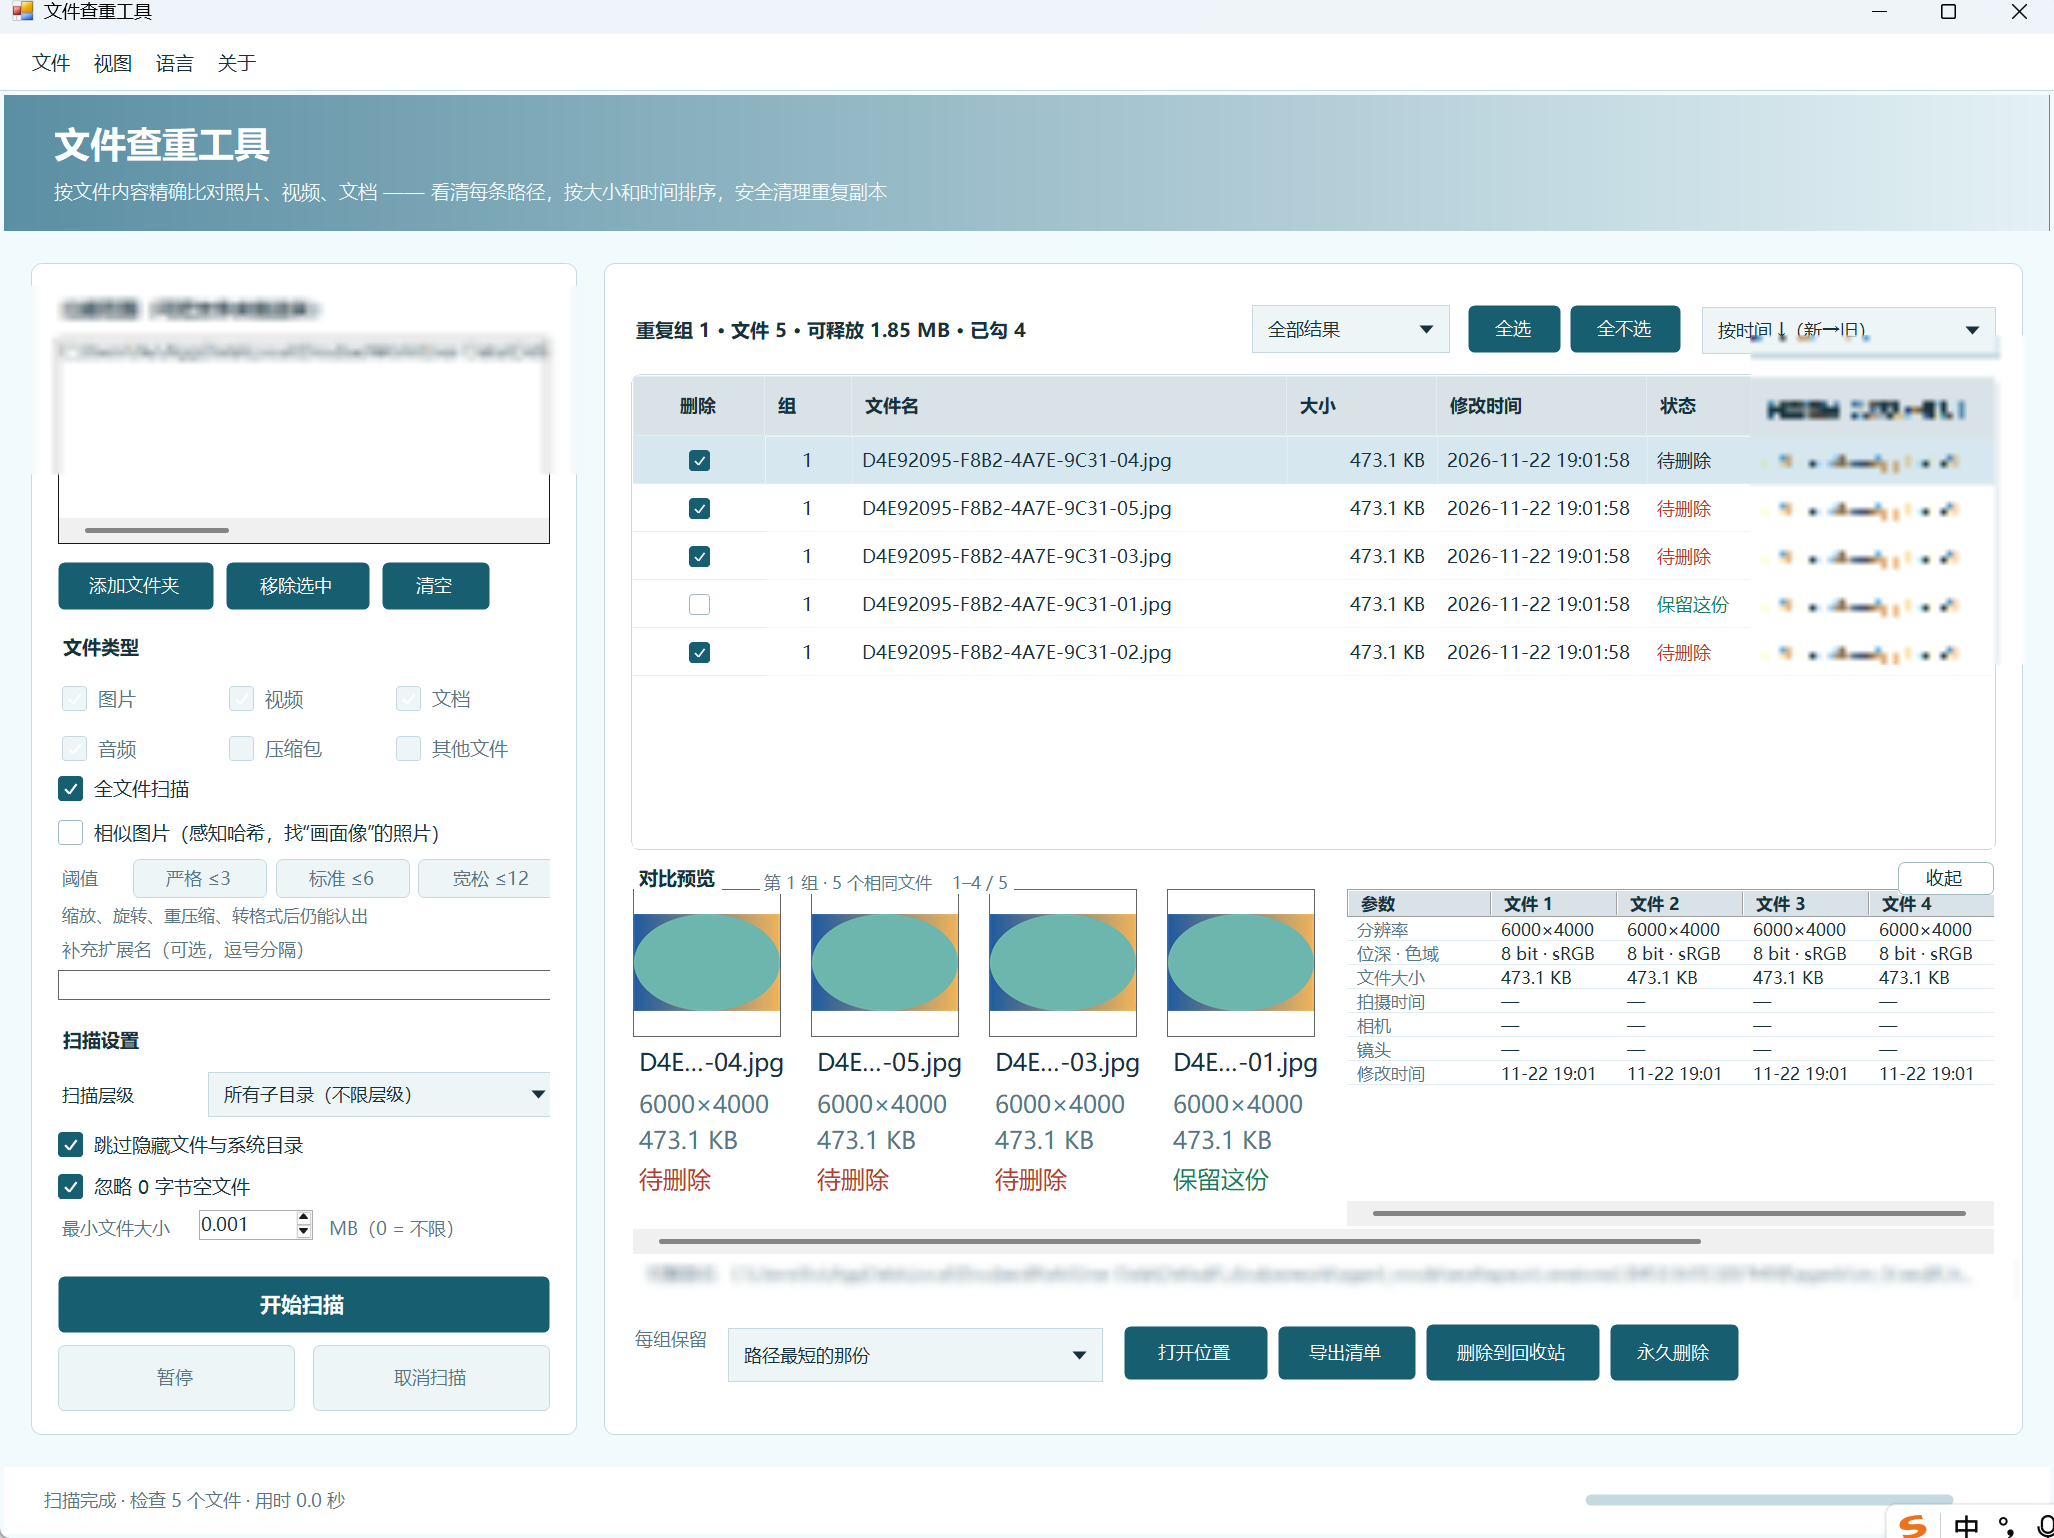 文件查重工具
文件 视图 语言 关于
文件查重工具
按文件内容精确比对照片、视频、文档 —— 看清每条路径，按大小和时间排序，安全清理重复副本
添加文件夹 移除选中 清空
文件类型
图片 视频 文档
音频 压缩包 其他文件
全文件扫描
相似图片（感知哈希，找“画面像”的照片）
阈值 严格 ≤3 标准 ≤6 宽松 ≤12
缩放、旋转、重压缩、转格式后仍能认出
补充扩展名（可选，逗号分隔）
扫描设置
扫描层级 所有子目录（不限层级）
跳过隐藏文件与系统目录
忽略 0 字节空文件
最小文件大小 0.001 MB（0 = 不限）
开始扫描
暂停 取消扫描
重复组 1 • 文件 5 • 可释放 1.85 MB • 已勾 4
全部结果 全选 全不选 按时间↓（新→旧）
删除 组 文件名 大小 修改时间 状态
1 D4E92095-F8B2-4A7E-9C31-04.jpg 473.1 KB 2026-11-22 19:01:58 待删除
1 D4E92095-F8B2-4A7E-9C31-05.jpg 473.1 KB 2026-11-22 19:01:58 待删除
1 D4E92095-F8B2-4A7E-9C31-03.jpg 473.1 KB 2026-11-22 19:01:58 待删除
1 D4E92095-F8B2-4A7E-9C31-01.jpg 473.1 KB 2026-11-22 19:01:58 保留这份
1 D4E92095-F8B2-4A7E-9C31-02.jpg 473.1 KB 2026-11-22 19:01:58 待删除
对比预览 第 1 组 · 5 个相同文件 1–4 / 5
收起
D4E...-04.jpg D4E...-05.jpg D4E...-03.jpg D4E...-01.jpg
6000×4000 6000×4000 6000×4000 6000×4000
473.1 KB 473.1 KB 473.1 KB 473.1 KB
待删除 待删除 待删除 保留这份
参数 文件 1 文件 2 文件 3 文件 4
分辨率 6000×4000 6000×4000 6000×4000 6000×4000
位深 · 色域 8 bit · sRGB 8 bit · sRGB 8 bit · sRGB 8 bit · sRGB
文件大小 473.1 KB 473.1 KB 473.1 KB 473.1 KB
拍摄时间 — — — —
相机 — — — —
镜头 — — — —
修改时间 11-22 19:01 11-22 19:01 11-22 19:01 11-22 19:01
每组保留 路径最短的那份 打开位置 导出清单 删除到回收站 永久删除
扫描完成 · 检查 5 个文件 · 用时 0.0 秒
中